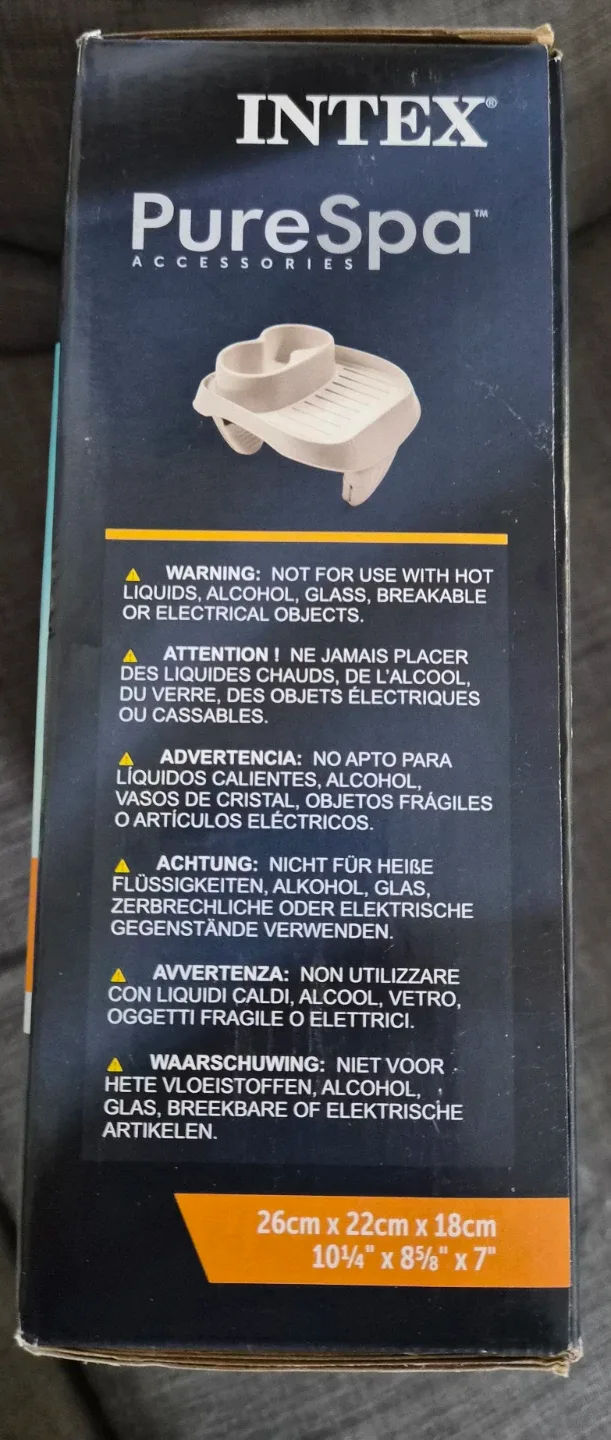 INTEX®
PureSpa™
ACCESSORIES
WARNING: NOT FOR USE WITH HOT
LIQUIDS, ALCOHOL, GLASS, BREAKABLE
OR ELECTRICAL OBJECTS.
ATTENTION ! NE JAMAIS PLACER
DES LIQUIDES CHAUDS, DE L'ALCOOL,
DU VERRE, DES OBJETS ÉLECTRIQUES
OU CASSABLES.
ADVERTENCIA: NO APTO PARA
LÍQUIDOS CALIENTES, ALCOHOL,
VASOS DE CRISTAL, OBJETOS FRÁGILES
O ARTÍCULOS ELÉCTRICOS.
ACHTUNG: NICHT FÜR HEIßE
FLÜSSIGKEITEN, ALKOHOL, GLAS,
ZERBRECHLICHE ODER ELEKTRISCHE
GEGENSTÄNDE VERWENDEN.
AVVERTENZA: NON UTILIZZARE
CON LIQUIDI CALDI, ALCOOL, VETRO,
OGGETTI FRAGILE O ELETTRICI.
WAARSCHUWING: NIET VOOR
HETE VLOEISTOFFEN, ALCOHOL,
GLAS, BREEKBARE OF ELEKTRISCHE
ARTIKELEN.
26cm x 22cm x 18cm
10¼" x 8⅝" x 7"